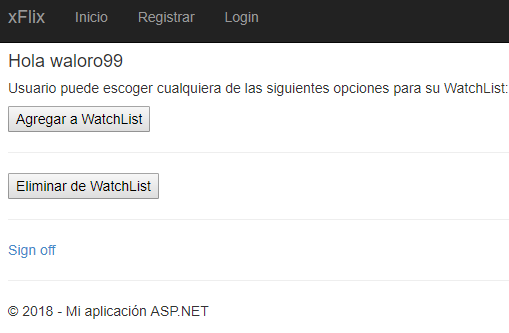 xFlix Inicio Registrar Login
Hola waloro99
Usuario puede escoger cualquiera de las siguientes opciones para su WatchList:
Agregar a WatchList
Eliminar de WatchList
Sign off
© 2018 - Mi aplicación ASP.NET